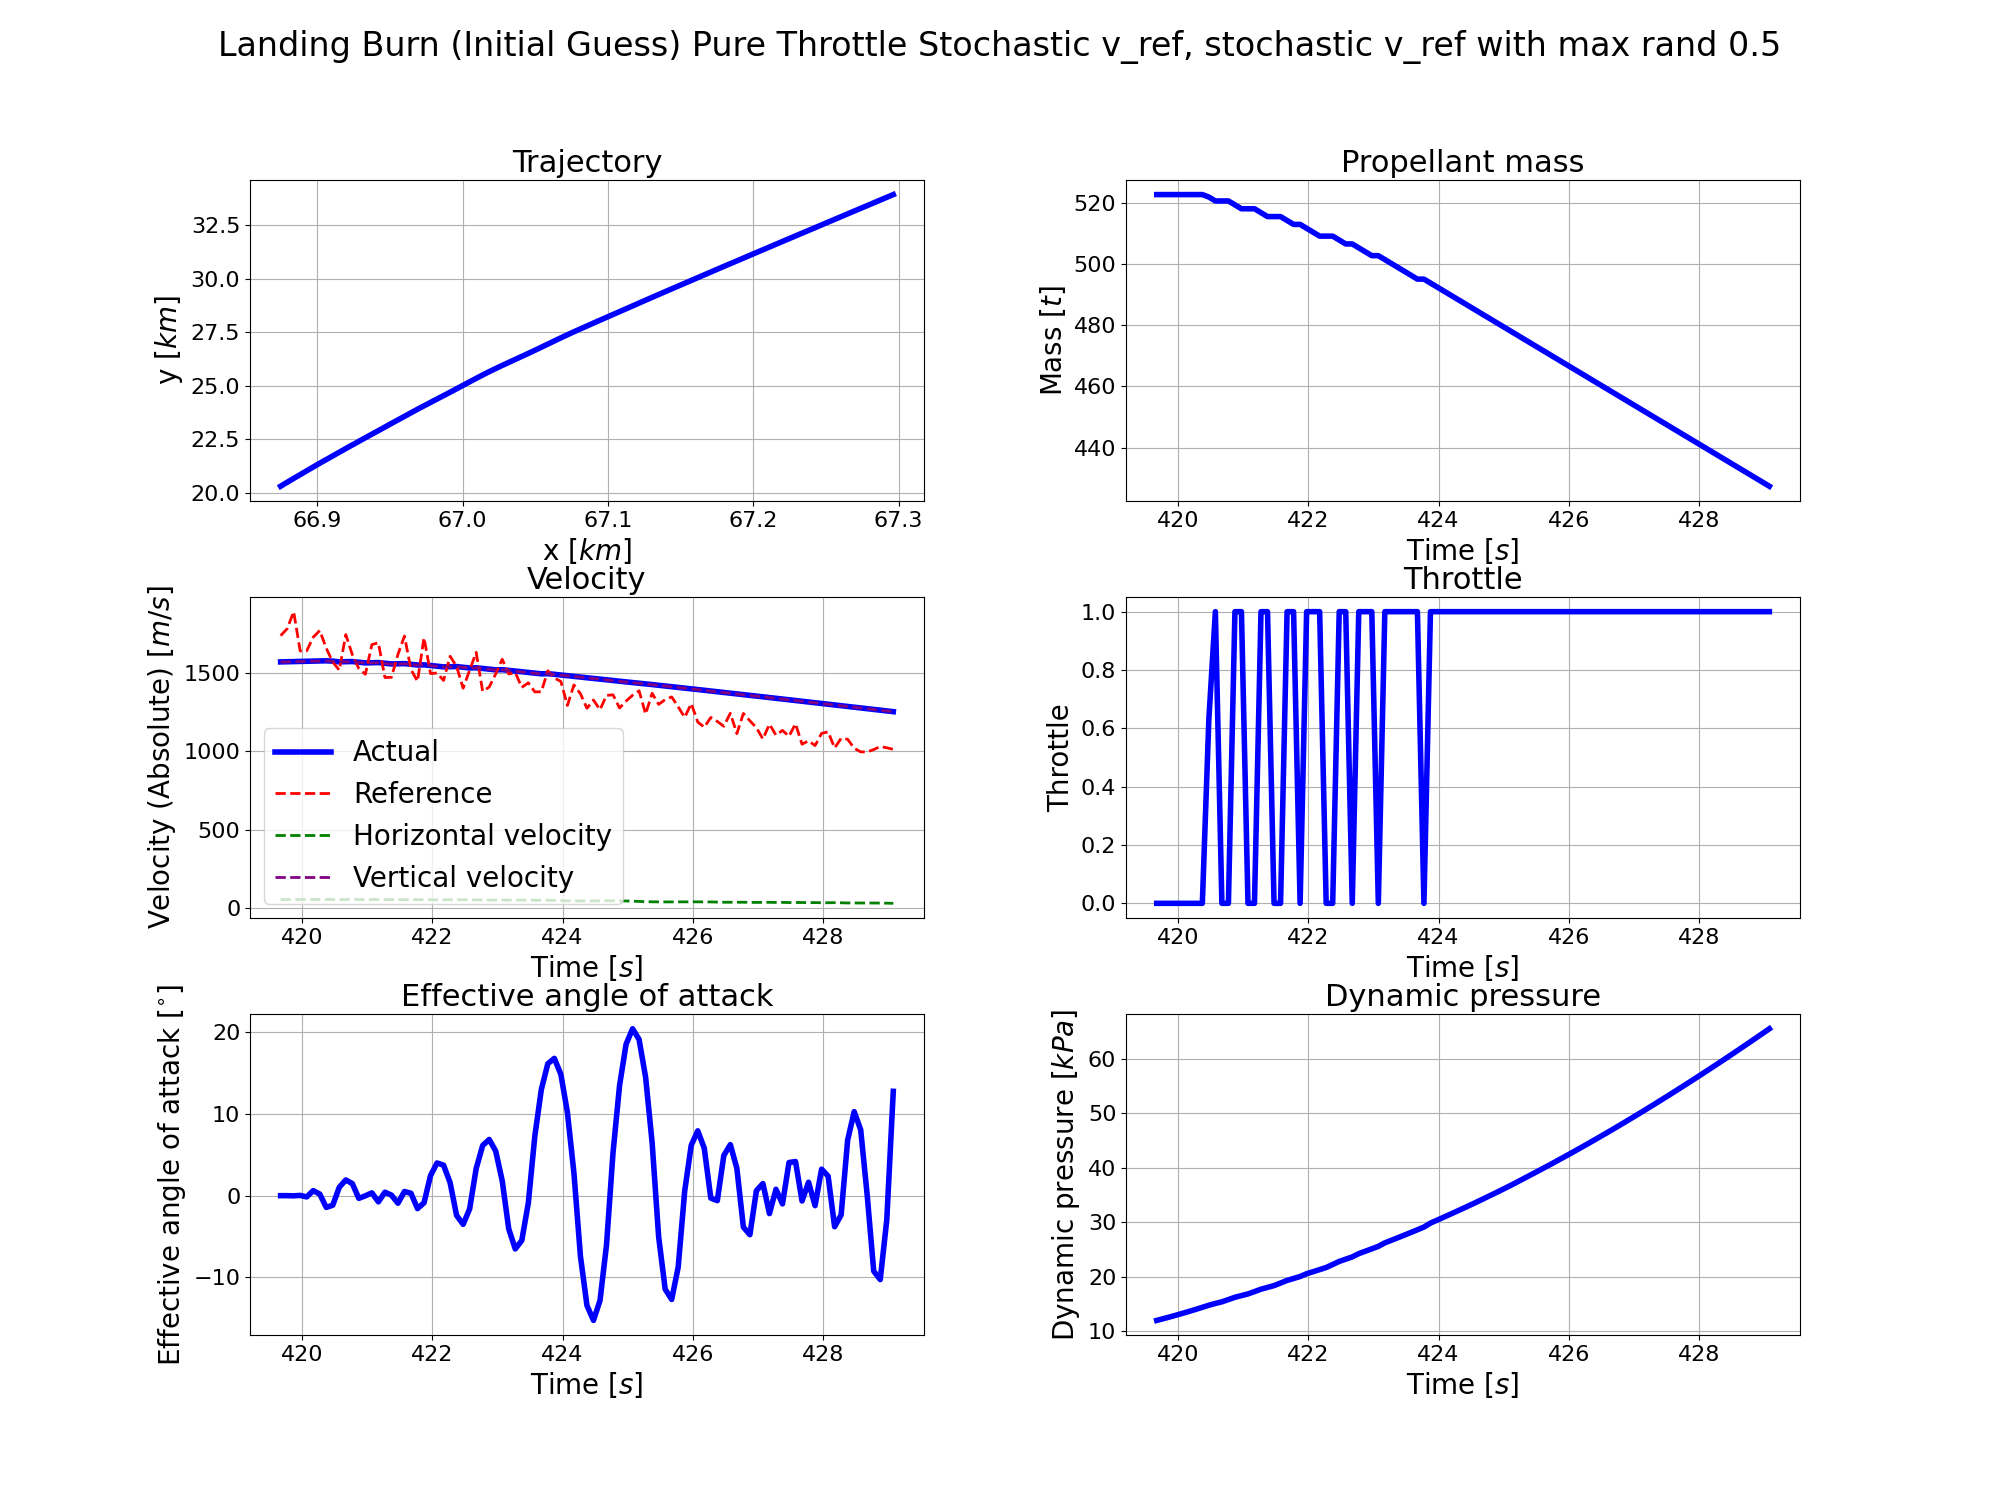 Landing Burn (Initial Guess) Pure Throttle Stochastic v_ref, stochastic v_ref with max rand 0.5
Trajectory
y [km]
32.5
30.0
27.5
25.0
22.5
20.0
66.9 67.0 67.1 67.2 67.3
x [km]
Propellant mass
Mass [t]
520
500
480
460
440
420 422 424 426 428
Time [s]
Velocity
Velocity (Absolute) [m/s]
1500
1000
500
0
Actual
Reference
Horizontal velocity
Vertical velocity
420 422 424 426 428
Time [s]
Throttle
Throttle
1.0
0.8
0.6
0.4
0.2
0.0
420 422 424 426 428
Time [s]
Effective angle of attack
Effective angle of attack [°]
20
10
0
−10
420 422 424 426 428
Time [s]
Dynamic pressure
Dynamic pressure [kPa]
60
50
40
30
20
10
420 422 424 426 428
Time [s]